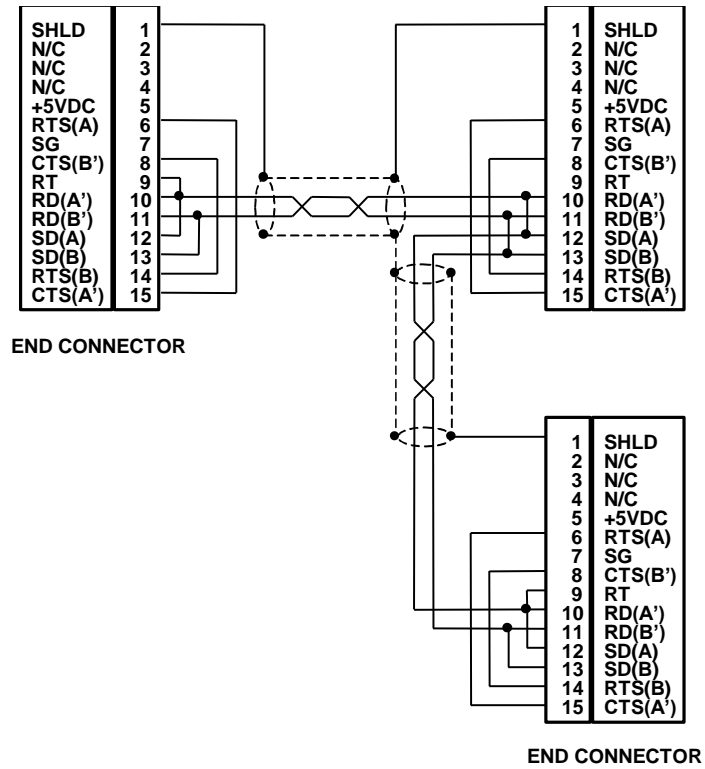 SHLD 1
N/C 2
N/C 3
N/C 4
+5VDC 5
RTS(A) 6
SG 7
CTS(B') 8
RT 9
RD(A') 10
RD(B') 11
SD(A) 12
SD(B) 13
RTS(B) 14
CTS(A') 15
END CONNECTOR
1 SHLD
2 N/C
3 N/C
4 N/C
5 +5VDC
6 RTS(A)
7 SG
8 CTS(B')
9 RT
10 RD(A')
11 RD(B')
12 SD(A)
13 SD(B)
14 RTS(B)
15 CTS(A')
1 SHLD
2 N/C
3 N/C
4 N/C
5 +5VDC
6 RTS(A)
7 SG
8 CTS(B')
9 RT
10 RD(A')
11 RD(B')
12 SD(A)
13 SD(B)
14 RTS(B)
15 CTS(A')
END CONNECTOR